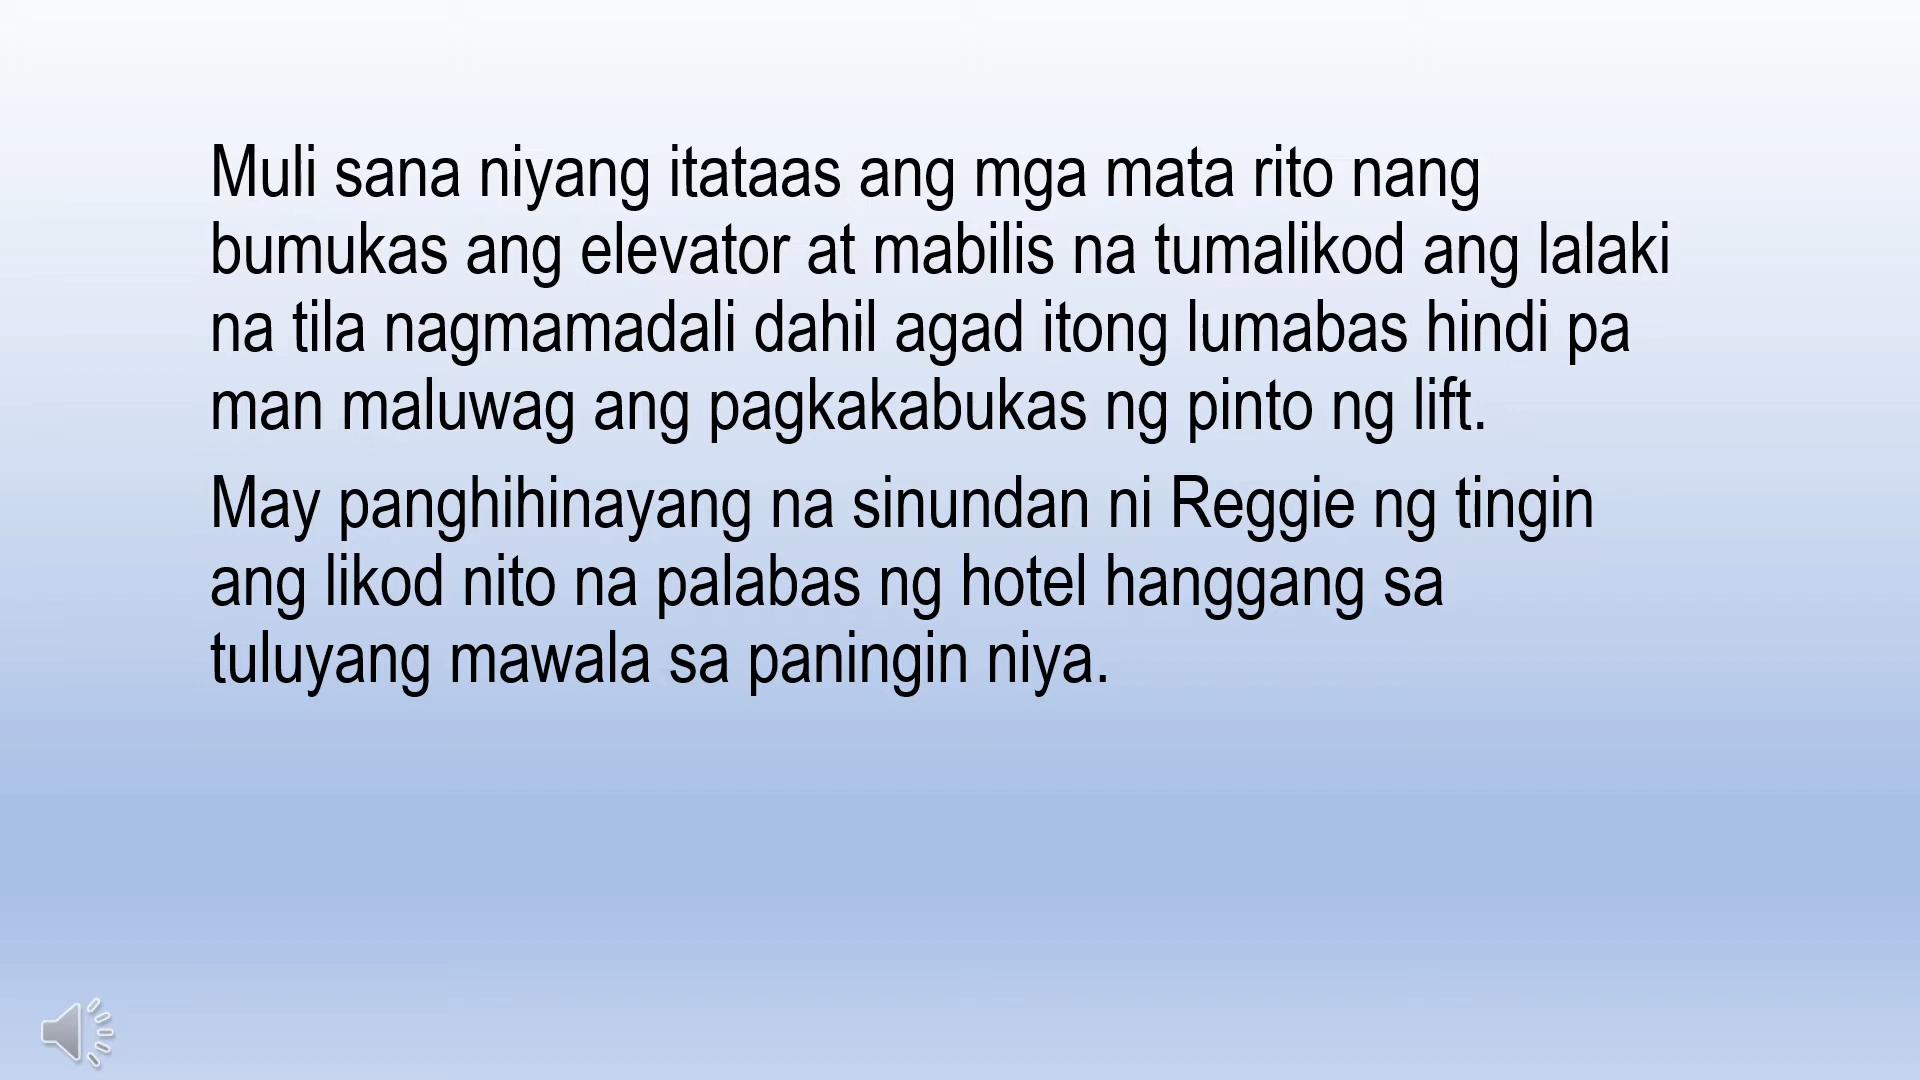 Muli sana niyang itataas ang mga mata rito nang
bumukas ang elevator at mabilis na tumalikod ang lalaki
na tila nagmamadali dahil agad itong lumabas hindi pa
man maluwag ang pagkakabukas ng pinto ng lift.
May panghihinayang na sinundan ni Reggie ng tingin
ang likod nito na palabas ng hotel hanggang sa
tuluyang mawala sa paningin niya.